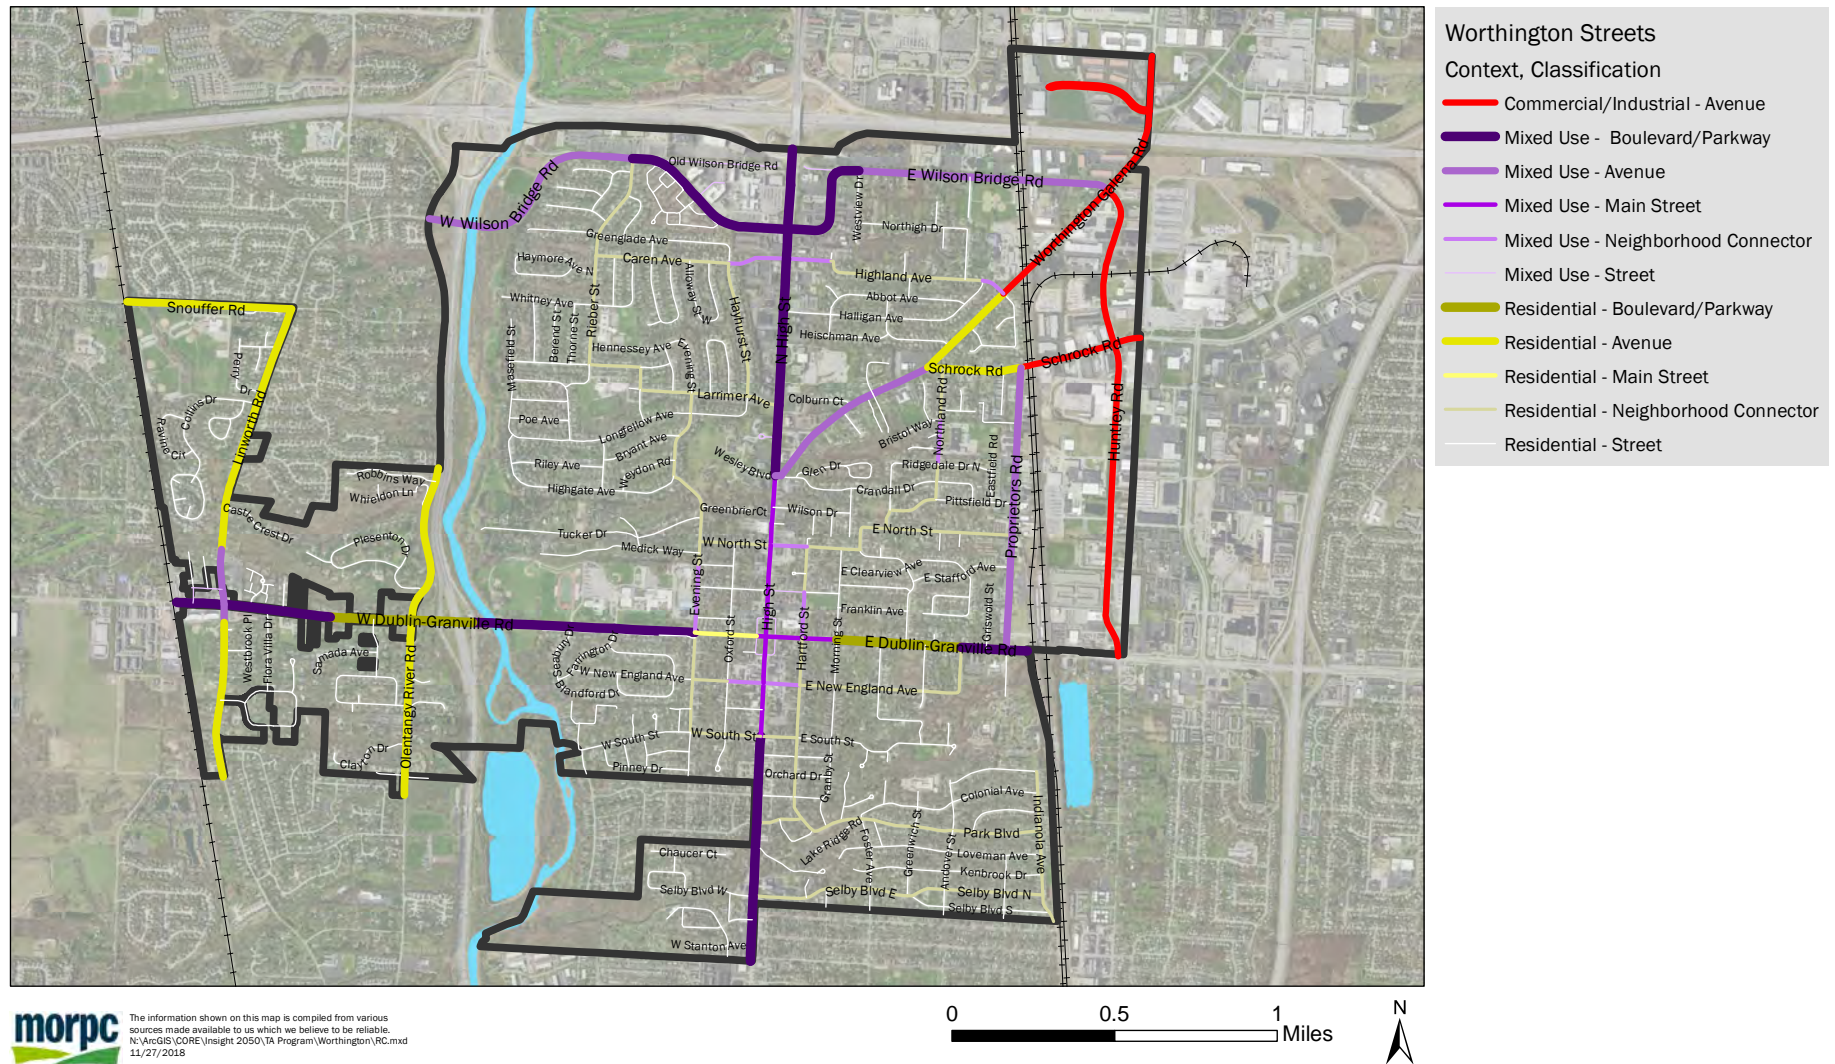 Worthington Streets
Context, Classification
Commercial/Industrial - Avenue
Mixed Use - Boulevard/Parkway
Mixed Use - Avenue
Mixed Use - Main Street
Mixed Use - Neighborhood Connector
Mixed Use - Street
Residential - Boulevard/Parkway
Residential - Avenue
Residential - Main Street
Residential - Neighborhood Connector
Residential - Street
Old Wilson Bridge Rd
W Wilson Bridge Rd
E Wilson Bridge Rd
Westview Dr
Northigh Dr
Worthington Galena Rd
Greenglade Ave
Haymore Ave N
Caren Ave
Highland Ave
Alloway St W
Abbot Ave
Whitney Ave
Rieber St
Hayhurst St
N High St
Halligan Ave
Heischman Ave
Masefield St
Berend St
Thorne St
Hennessey Ave
Evening St
Snouffer Rd
Perry Dr
Linworth Rd
Collins Dr
Ravine Cir
Schrock Rd
Schrock Rd
Larrimer Ave
Colburn Ct
Huntley Rd
Poe Ave
Longfellow Ave
Bryant Ave
Weydon Rd
Riley Ave
Highgate Ave
Wesley Blvd
Glen Dr
Bristol Way
Northland Rd
Ridgedale Dr N
Eastfield Rd
Proprietors Rd
Crandall Dr
Pittsfield Dr
Robbins Way
Whieldon Ln
Castle Crest Dr
Plesenton Dr
Greenbrier Ct
Wilson Dr
Tucker Dr
Medick Way
W North St
E North St
E Clearview Ave
E Stafford Ave
Evening St
High St
Hartford St
Franklin Ave
Griswold St
Morning St
Oxford St
W Dublin-Granville Rd
E Dublin-Granville Rd
Westbrook Pl
Flora Villa Dr
Samada Ave
Olentangy River Rd
Seabury Dr
Farrington Dr
W New England Ave
E New England Ave
Blandford Dr
W South St
W South St
E South St
Clayton Dr
Pinney Dr
Orchard Dr
Granby St
Colonial Ave
Indianola Ave
Park Blvd
Lake Ridge Rd
Foster Ave
Greenwich St
Andover St
Loveman Ave
Kenbrook Dr
Chaucer Ct
Selby Blvd W
Selby Blvd E
Selby Blvd N
Selby Blvd S
W Stanton Ave
morpc
The information shown on this map is compiled from various
sources made available to us which we believe to be reliable.
N:\ArcGIS\CORE\Insight 2050\TA Program\Worthington\RC.mxd
11/27/2018
0 0.5 1
Miles
N